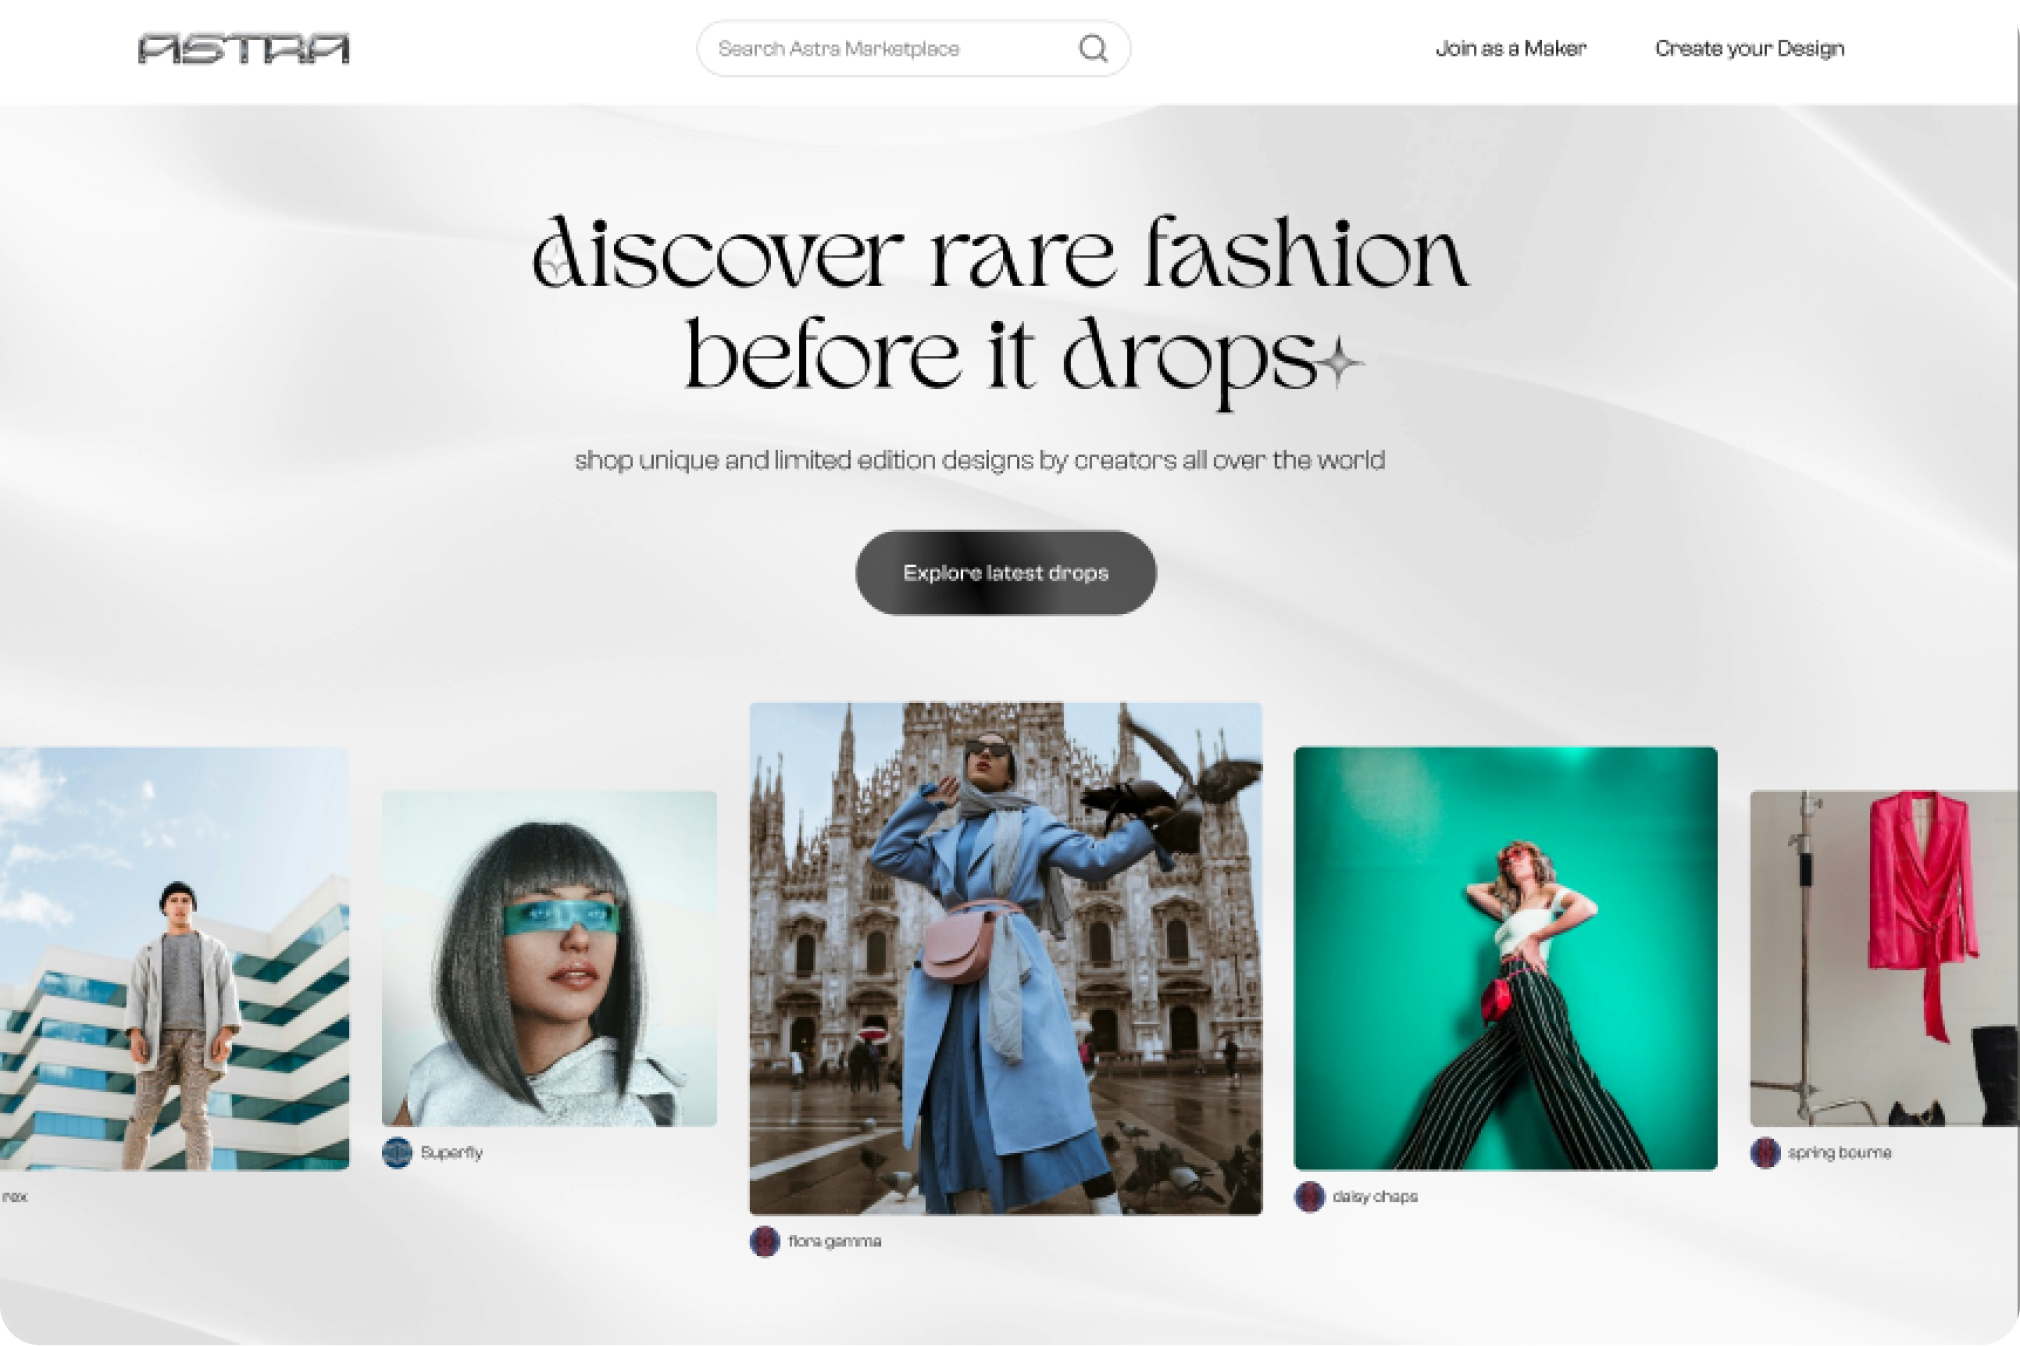 ASTRA
Search Astra Marketplace
Join as a Maker
Create your Design
discover rare fashion
before it drops
shop unique and limited edition designs by creators all over the world
Explore latest drops
rex
Superfly
flora gamma
daisy chaps
spring bourne